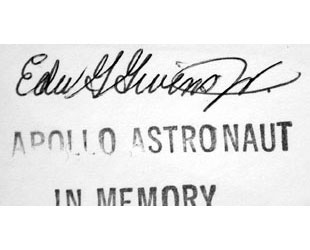 Edw G Givens Jr.
APOLLO ASTRONAUT
IN MEMORY